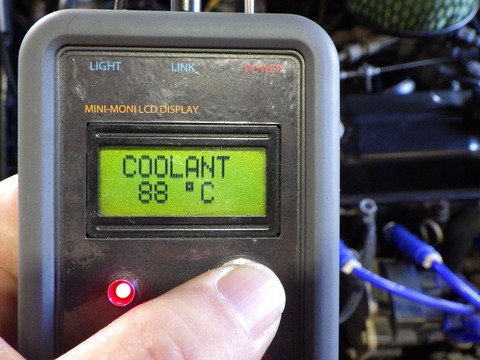 LIGHT LINK POWER
MINI-MONI LCD DISPLAY
COOLANT
88 °C